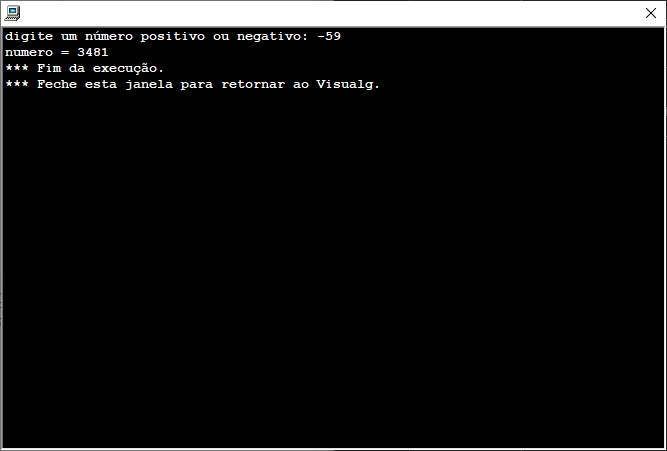 digite um número positivo ou negativo: -59
numero = 3481
*** Fim da execução.
*** Feche esta janela para retornar ao Visualg.